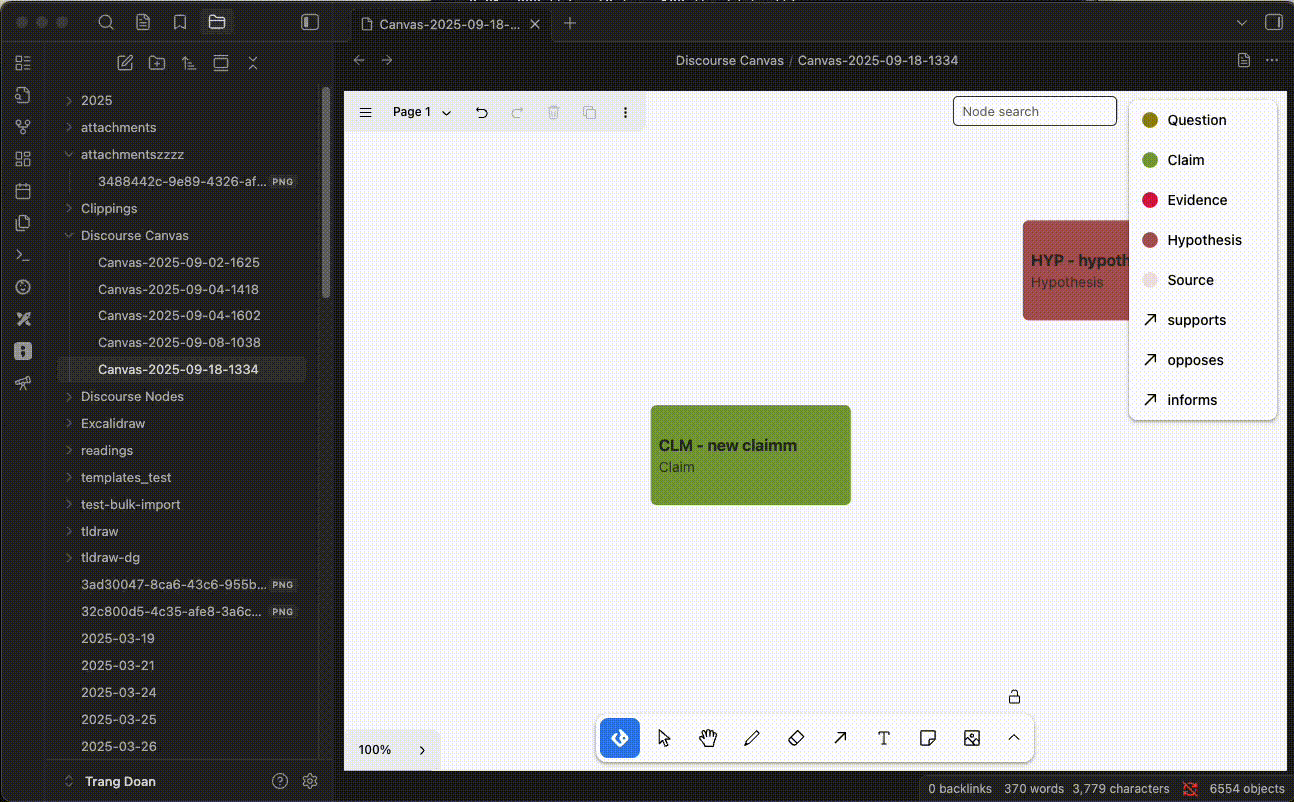 Canvas-2025-09-18-...
Discourse Canvas / Canvas-2025-09-18-1334
2025
attachments
attachmentszzzz
3488442c-9e89-4326-af... PNG
Clippings
Discourse Canvas
Canvas-2025-09-02-1625
Canvas-2025-09-04-1418
Canvas-2025-09-04-1602
Canvas-2025-09-08-1038
Canvas-2025-09-18-1334
Discourse Nodes
Excalidraw
readings
templates_test
test-bulk-import
tldraw
tldraw-dg
3ad30047-8ca6-43c6-955b... PNG
32c800d5-4c35-afe8-3a6c... PNG
2025-03-19
2025-03-21
2025-03-24
2025-03-25
2025-03-26
Trang Doan
Page 1
Node search
Question
Claim
Evidence
Hypothesis
Source
supports
opposes
informs
HYP - hypoth
Hypothesis
CLM - new claimm
Claim
100%
T
0 backlinks 370 words 3,779 characters 6554 objects